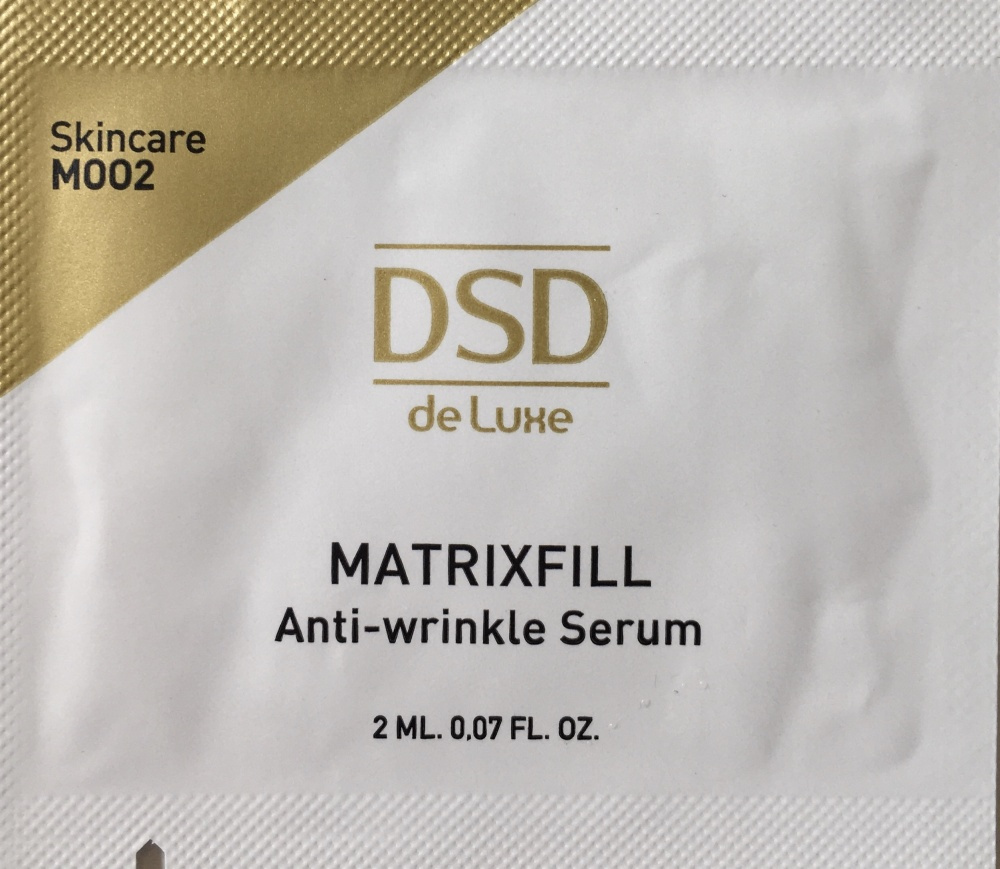 Skincare
M002
DSD
de Luxe
MATRIXFILL
Anti-wrinkle Serum
2 ML. 0,07 FL. OZ.